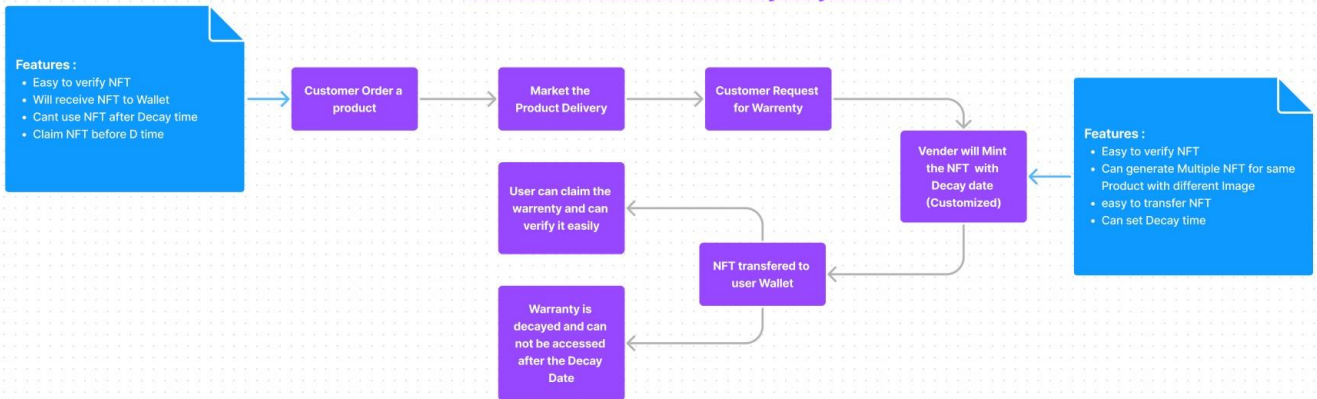 Features :
• Easy to verify NFT
• Will receive NFT to Wallet
• Cant use NFT after Decay time
• Claim NFT before D time
Customer Order a
product
Market the
Product Delivery
Customer Request
for Warrenty
Vender will Mint
the NFT with
Decay date
(Customized)
Features :
• Easy to verify NFT
• Can generate Multiple NFT for same
Product with different Image
• easy to transfer NFT
• Can set Decay time
User can claim the
warrenty and can
verify it easily
NFT transfered to
user Wallet
Warranty is
decayed and can
not be accessed
after the Decay
Date